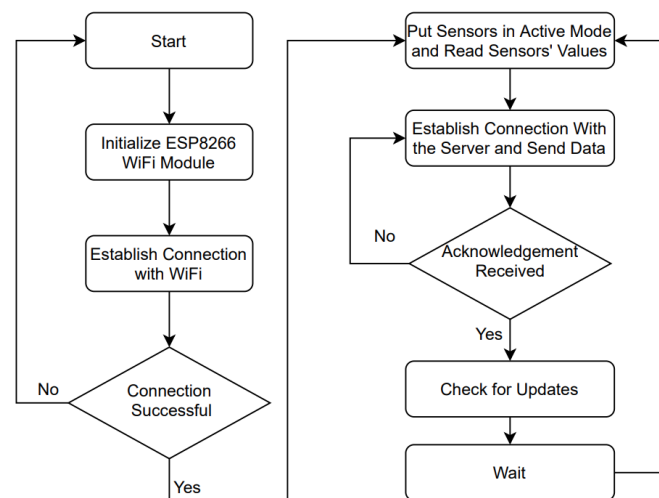 Start
Initialize ESP8266
WiFi Module
Establish Connection
with WiFi
No
Connection
Successful
Yes
Put Sensors in Active Mode
and Read Sensors' Values
Establish Connection With
the Server and Send Data
No
Acknowledgement
Received
Yes
Check for Updates
Wait